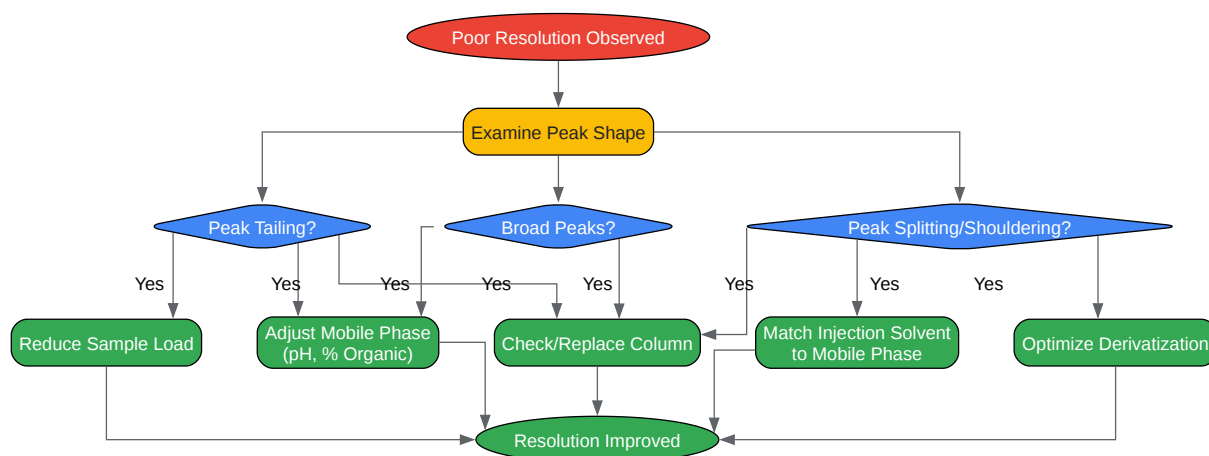 Poor Resolution Observed
Examine Peak Shape
Peak Tailing?
Broad Peaks?
Peak Splitting/Shouldering?
Yes
Yes
Yes
Yes
Yes
Yes
Yes
Yes
Reduce Sample Load
Adjust Mobile Phase
(pH, % Organic)
Check/Replace Column
Match Injection Solvent
to Mobile Phase
Optimize Derivatization
Resolution Improved